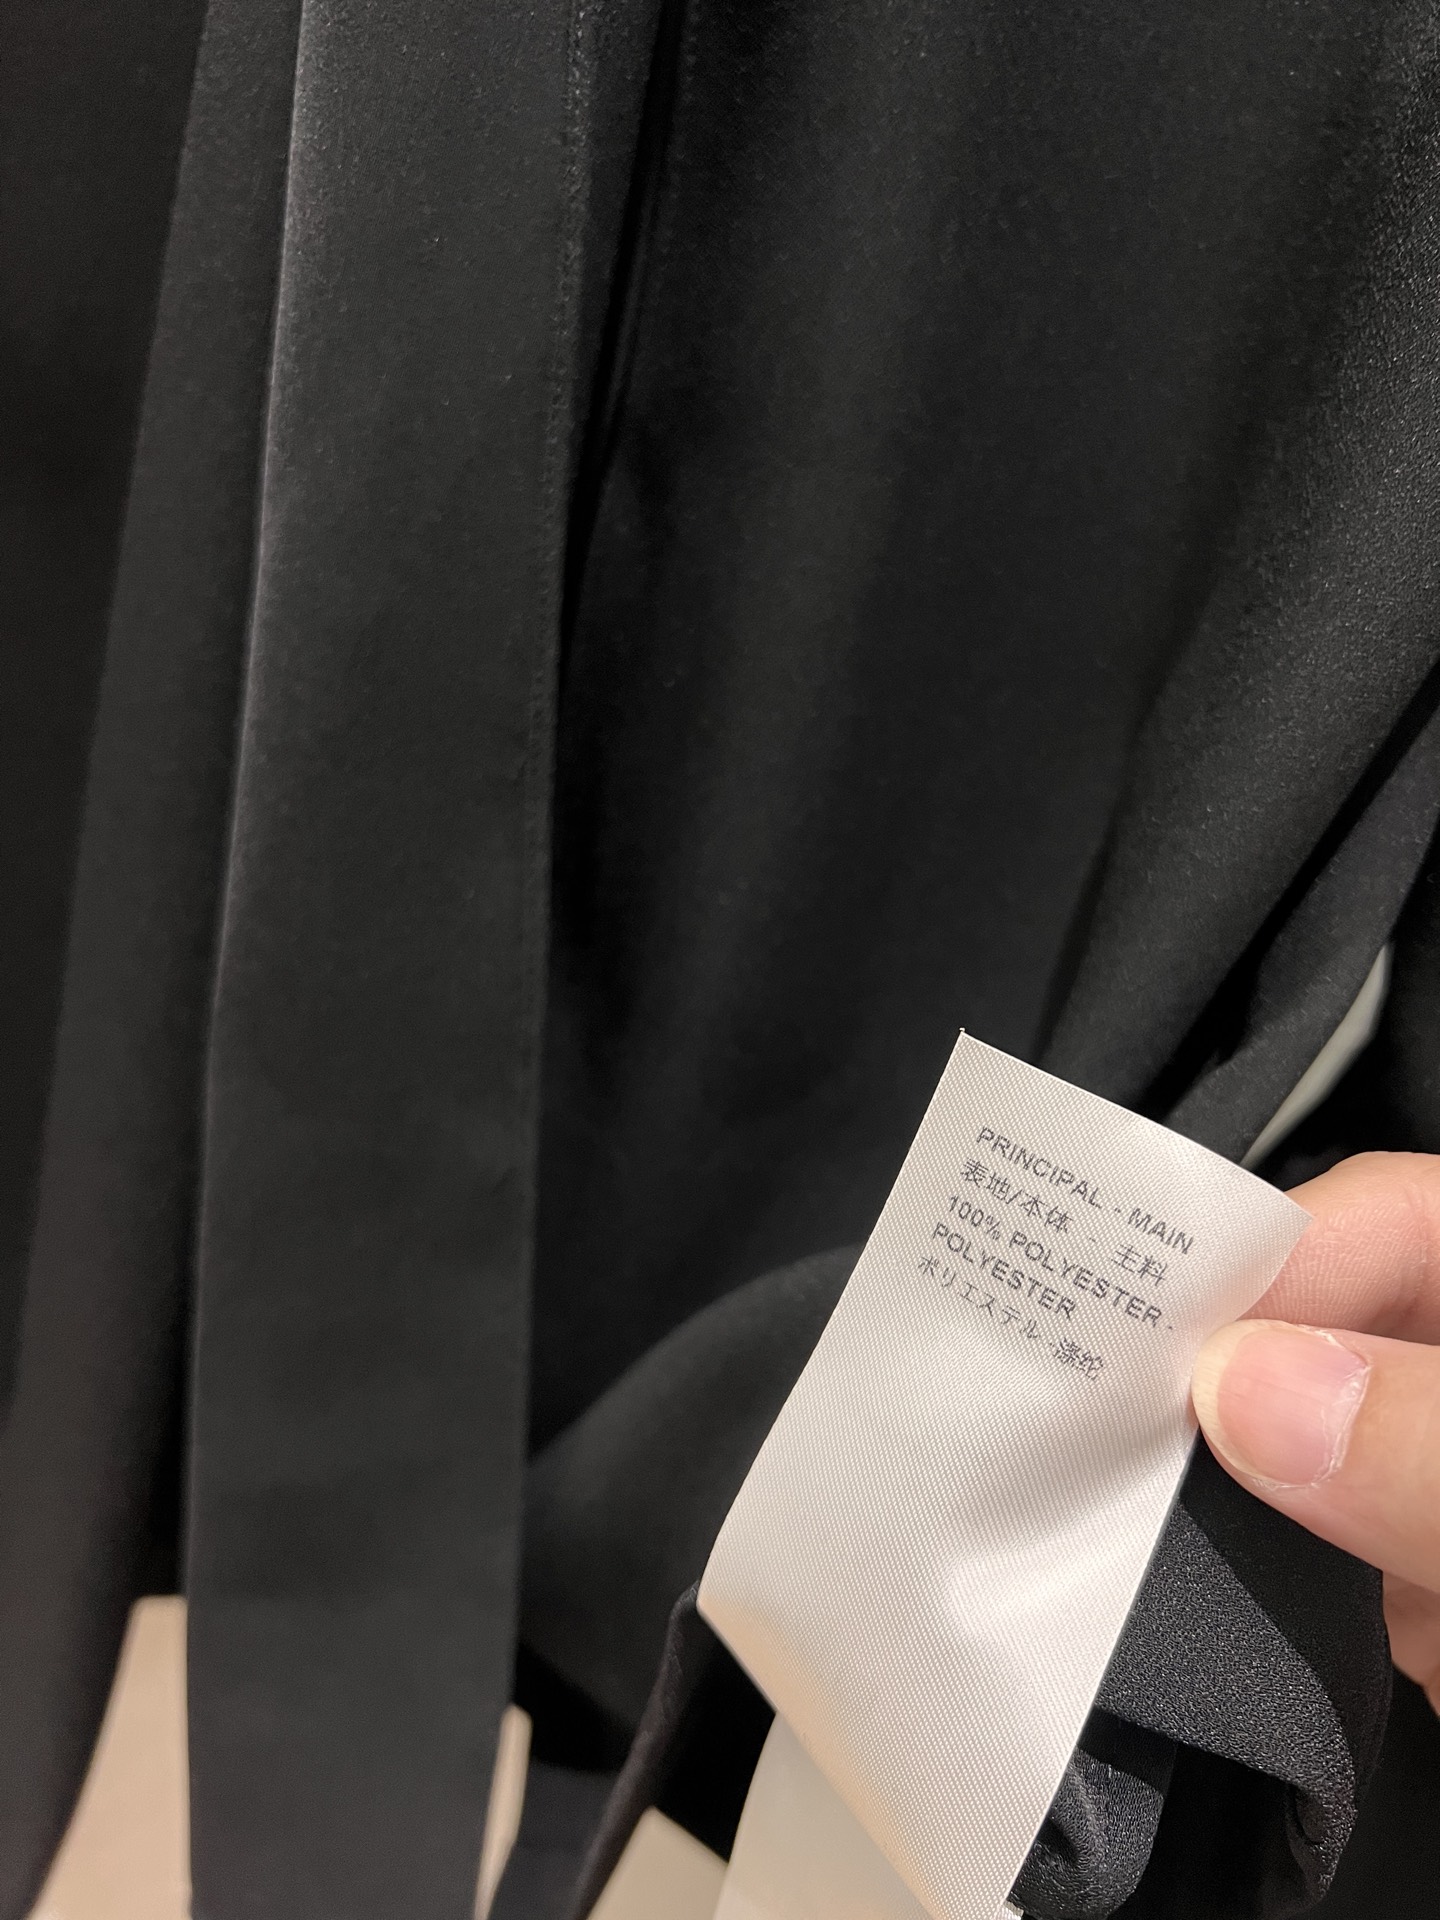 PRINCIPAL - MAIN
表地/本体 - 主料
100% POLYESTER -
POLYESTER
ポリエステル - 涤纶